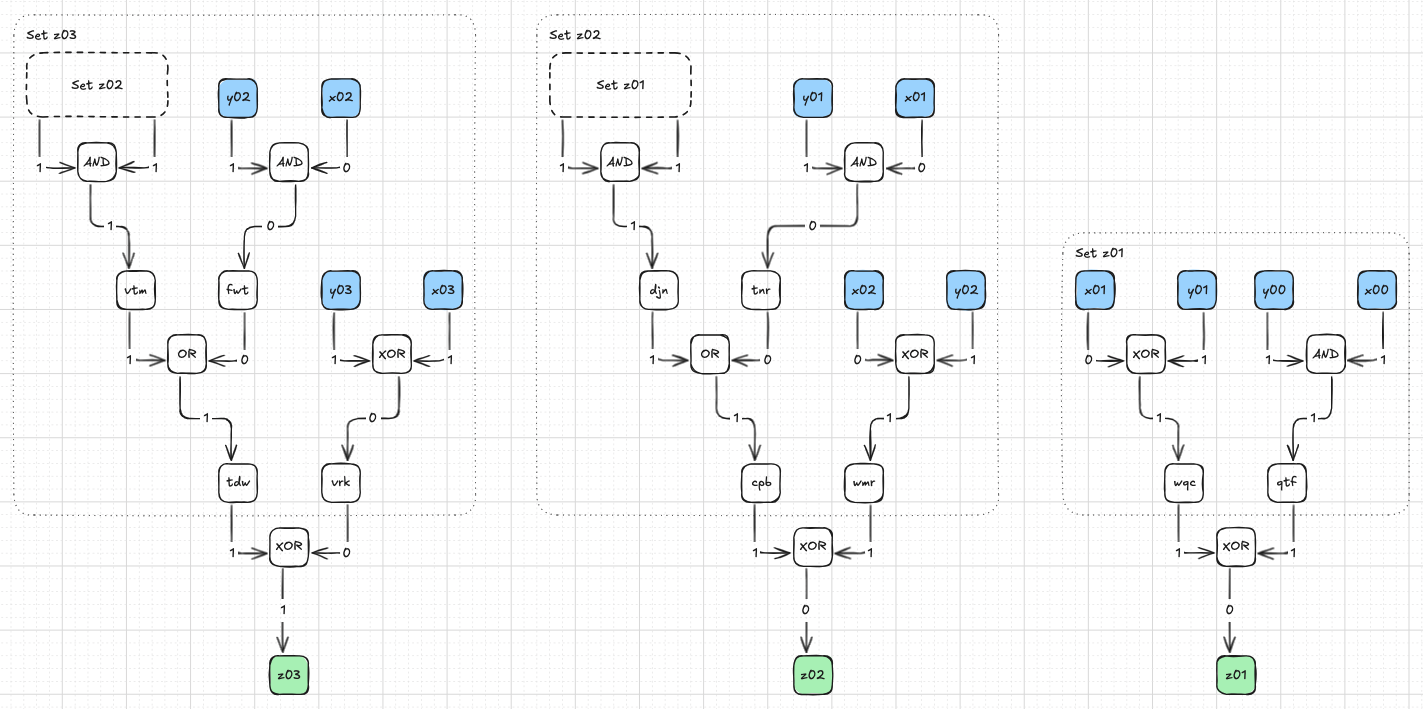 Set z03
Set z02
y02
x02
1
AND
1
1
AND
0
1
0
vtm
fwt
y03
x03
1
OR
0
1
XOR
1
1
0
tdw
vrk
1
XOR
0
1
z03
Set z02
Set z01
y01
x01
1
AND
1
1
AND
0
1
0
djn
tnr
x02
y02
1
OR
0
0
XOR
1
1
1
cpb
wmr
1
XOR
1
0
z02
Set z01
x01
y01
y00
x00
0
XOR
1
1
AND
1
1
1
wqc
qtf
1
XOR
1
0
z01